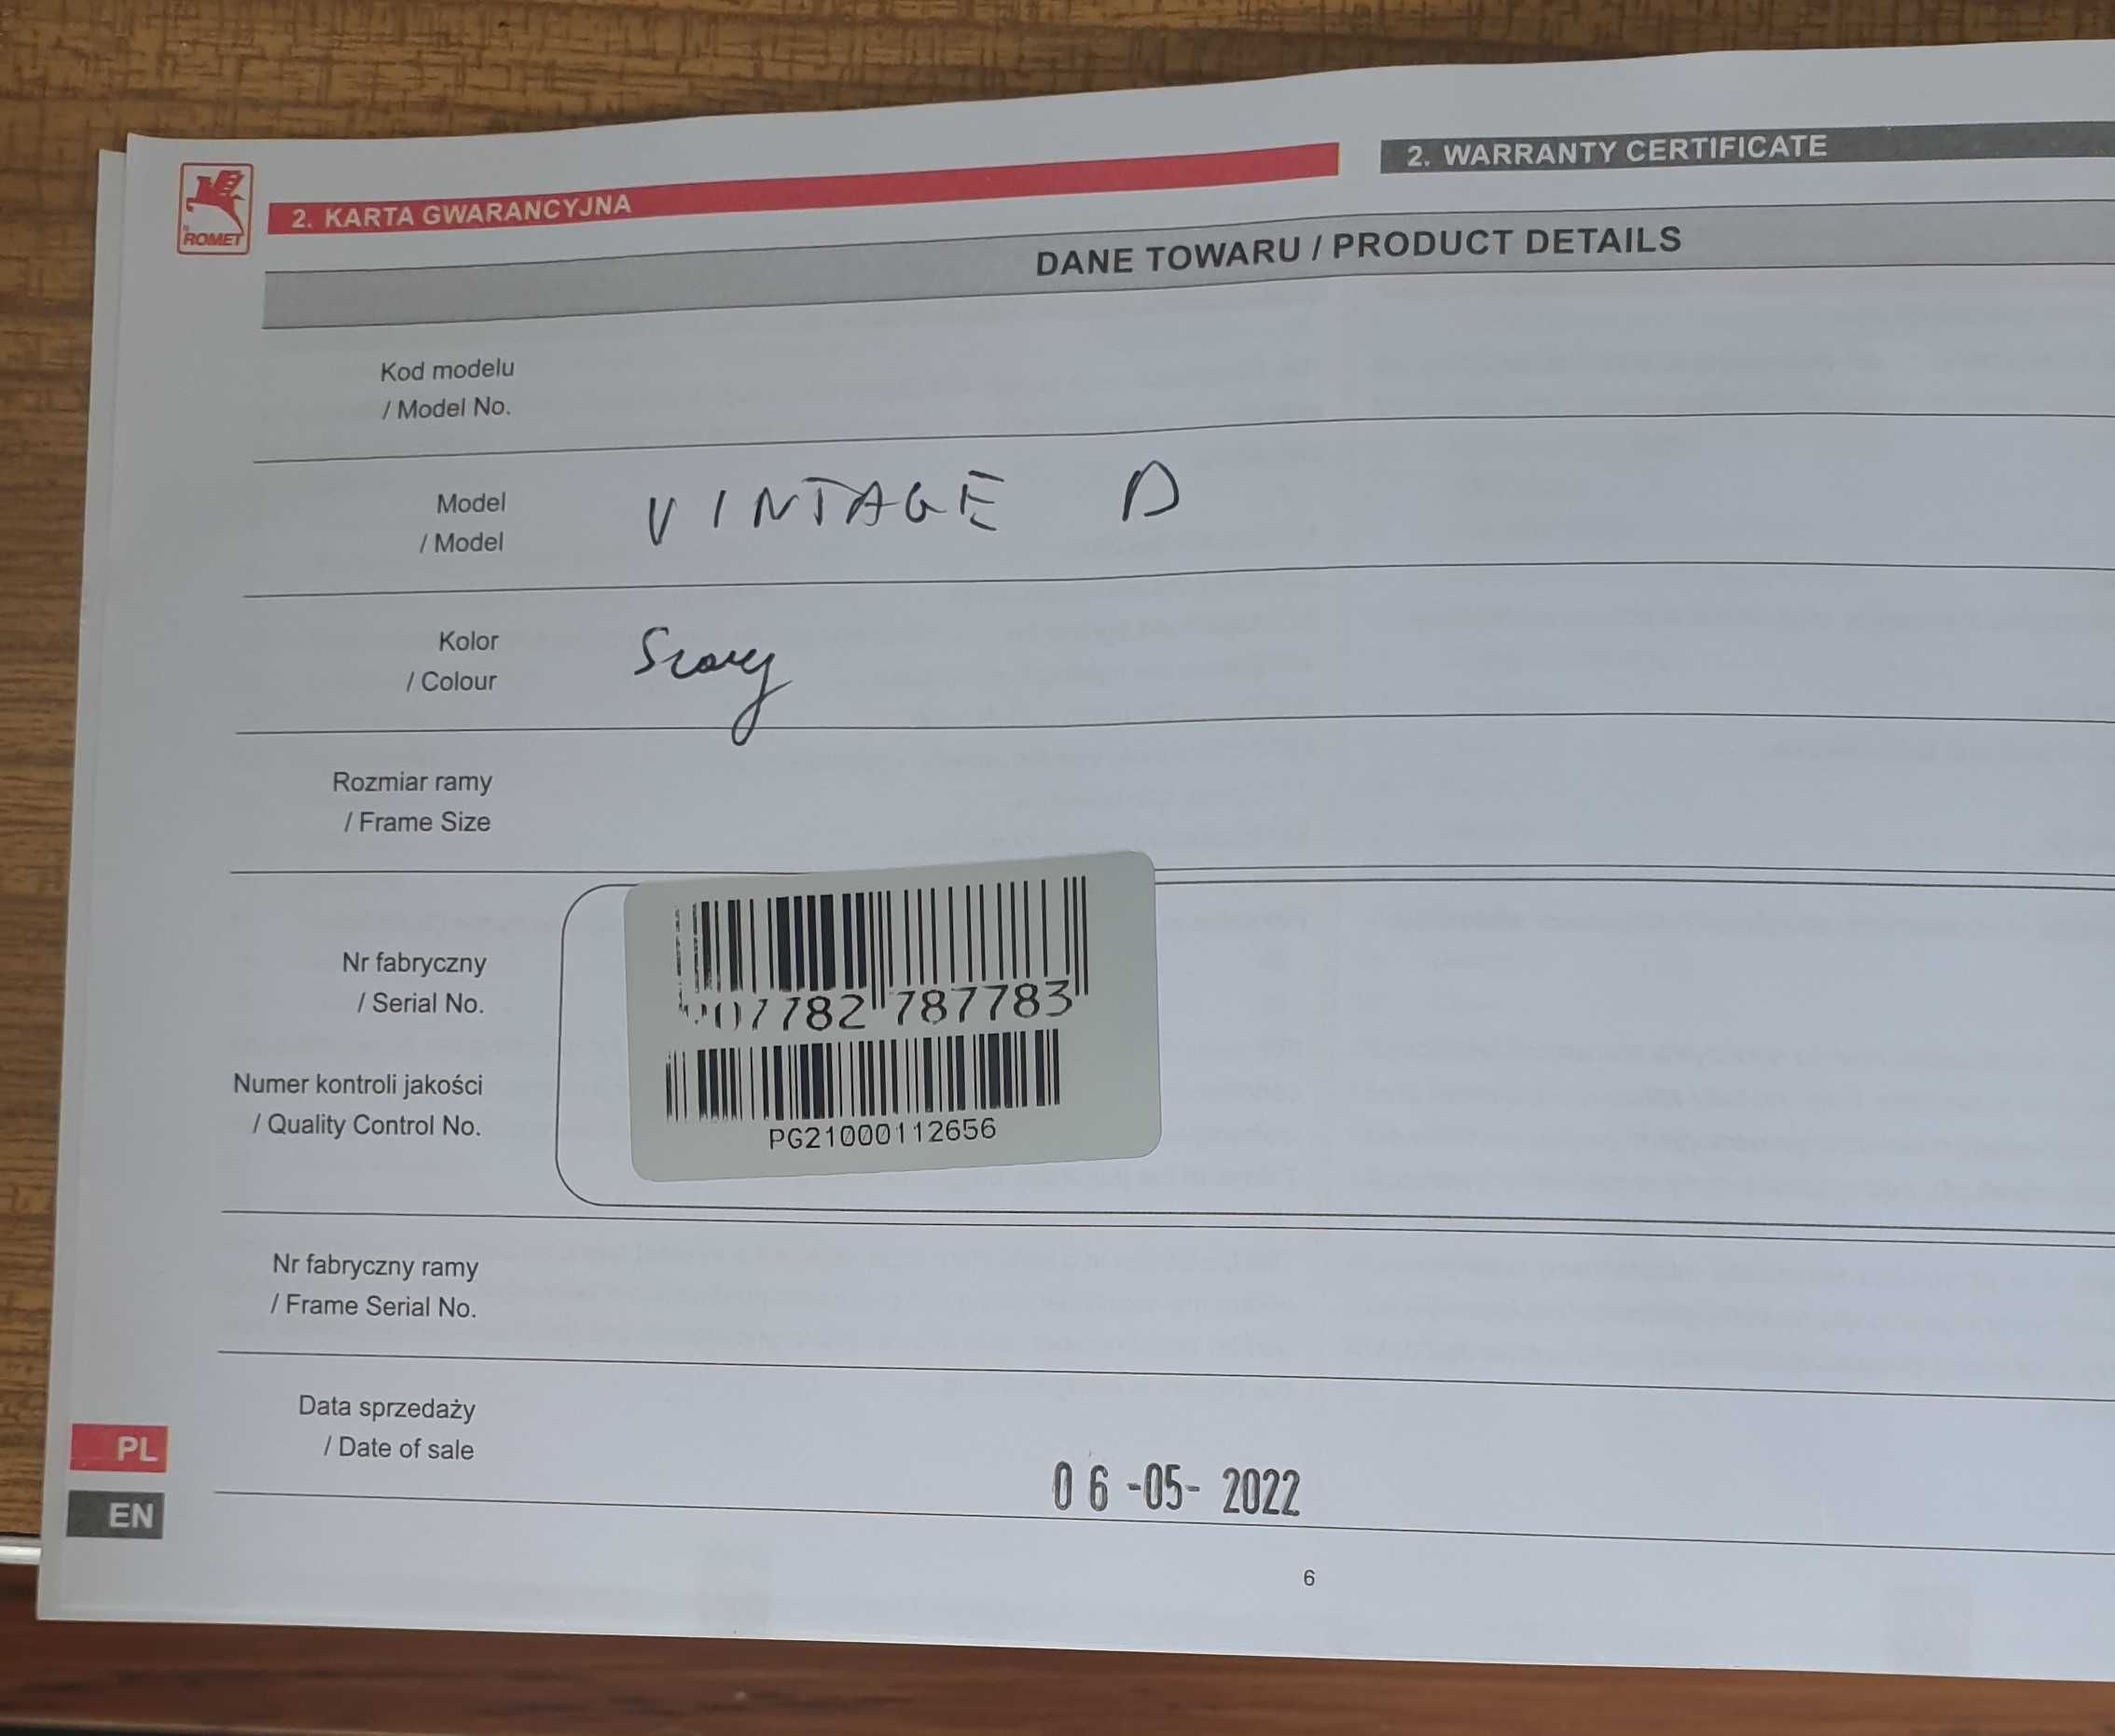 ROMET
2. KARTA GWARANCYJNA
2. WARRANTY CERTIFICATE
DANE TOWARU / PRODUCT DETAILS
Kod modelu
/ Model No.
Model
/ Model
VINTAGE D
Kolor
/ Colour
Szary
Rozmiar ramy
/ Frame Size
Nr fabryczny
/ Serial No.
07782 787783
Numer kontroli jakości
/ Quality Control No.
PG21000112656
Nr fabryczny ramy
/ Frame Serial No.
Data sprzedaży
/ Date of sale
06-05-2022
PL
EN
6